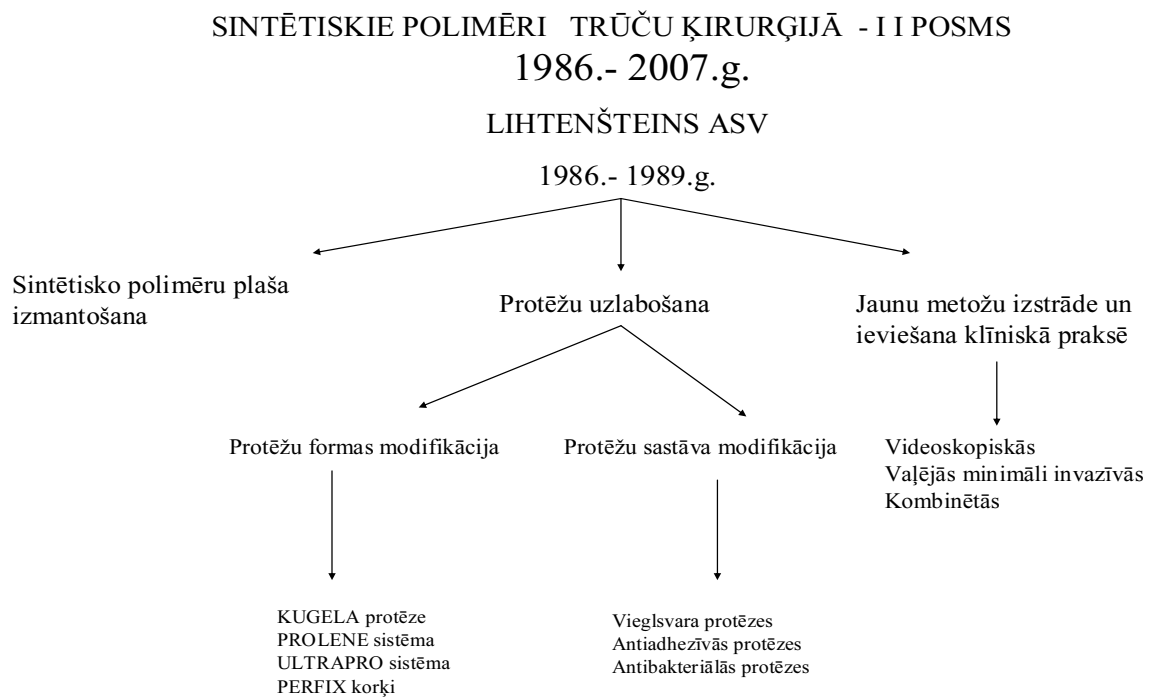 SINTĒTISKIE POLIMĒRI TRŪČU ĶIRURĢIJĀ - I I POSMS
1986.- 2007.g.
LIHTENŠTEINS ASV
1986.- 1989.g.
Sintētisko polimēru plaša
izmantošana
Protēžu uzlabošana
Jaunu metožu izstrāde un
ieviešana klīniskā praksē
Protēžu formas modifikācija
Protēžu sastāva modifikācija
Videoskopiskās
Vaļējās minimāli invazīvās
Kombinētās
KUGELA protēze
PROLENE sistēma
ULTRAPRO sistēma
PERFIX korķi
Vieglsvara protēzes
Antiadhezīvās protēzes
Antibakteriālās protēzes